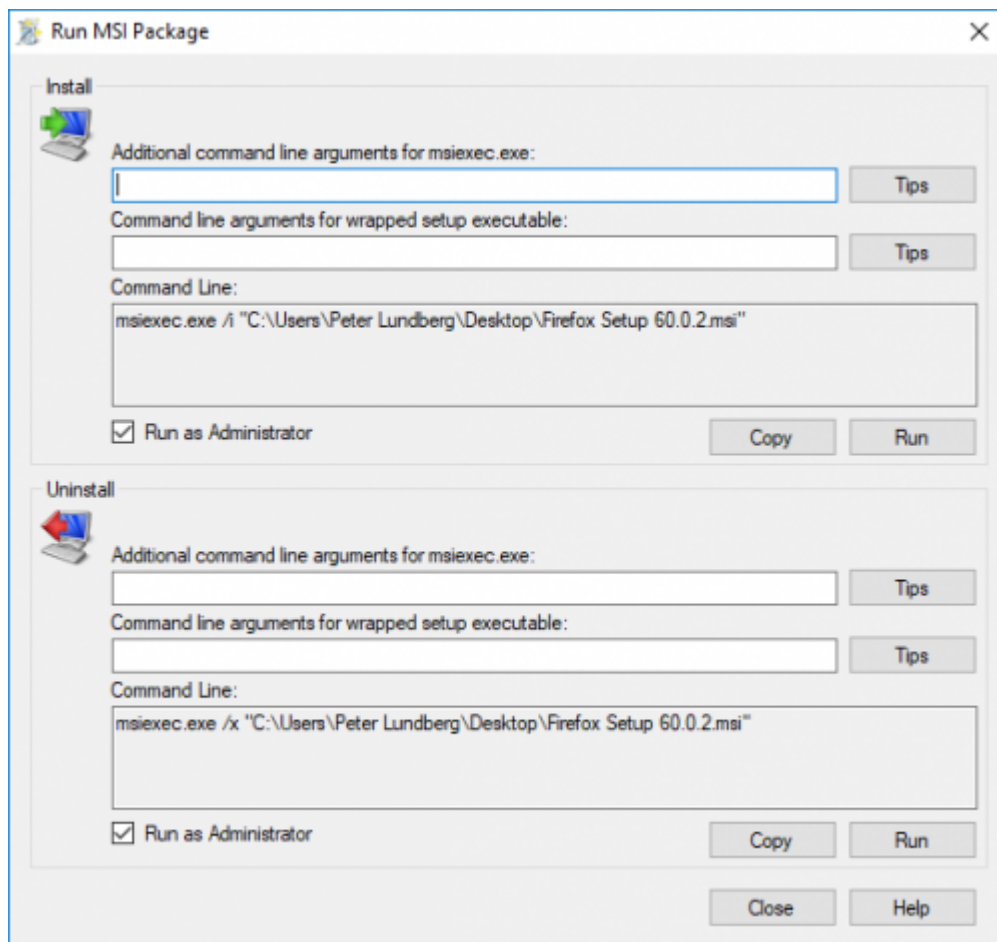 Run MSI Package
Install
Additional command line arguments for msiexec.exe:
Tips
Command line arguments for wrapped setup executable:
Tips
Command Line:
msiexec.exe /i "C:\Users\Peter Lundberg\Desktop\Firefox Setup 60.0.2.msi"
Run as Administrator
Copy
Run
Uninstall
Additional command line arguments for msiexec.exe:
Tips
Command line arguments for wrapped setup executable:
Tips
Command Line:
msiexec.exe /x "C:\Users\Peter Lundberg\Desktop\Firefox Setup 60.0.2.msi"
Run as Administrator
Copy
Run
Close
Help